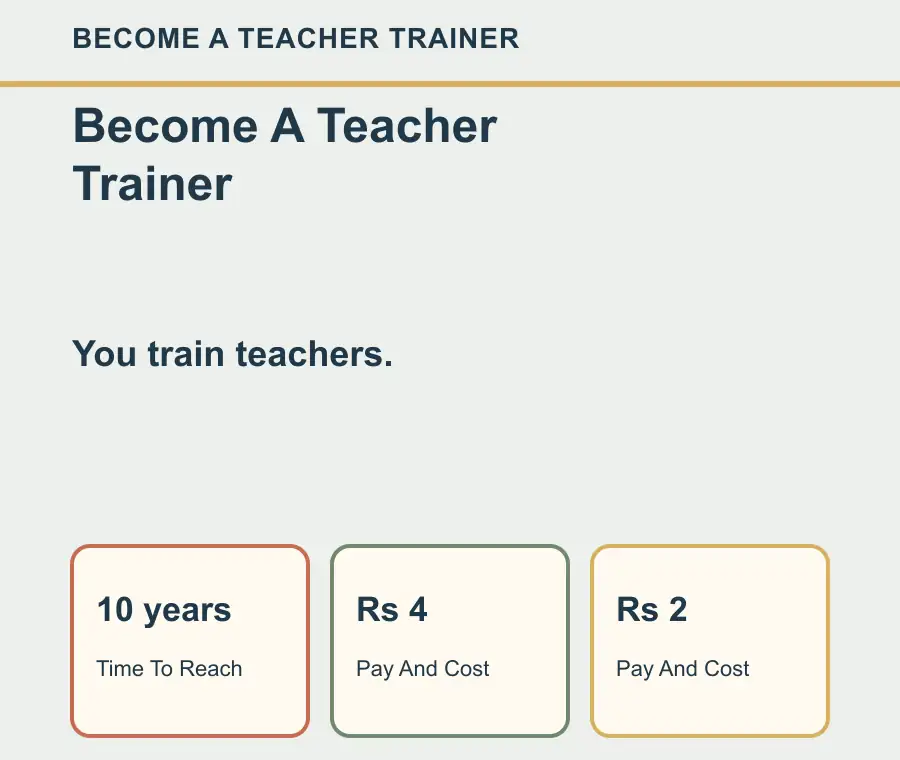 BECOME A TEACHER TRAINER
Become A Teacher
Trainer
You train teachers.
10 years
Time To Reach
Rs 4
Pay And Cost
Rs 2
Pay And Cost